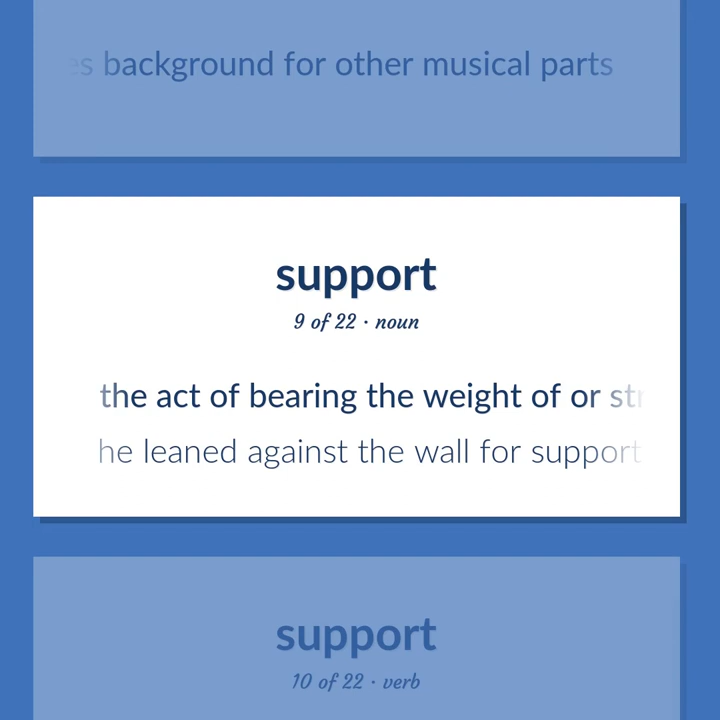 background for other musical parts
support
9 of 22 · noun
the act of bearing the weight of or
he leaned against the wall for support
support
10 of 22 · verb